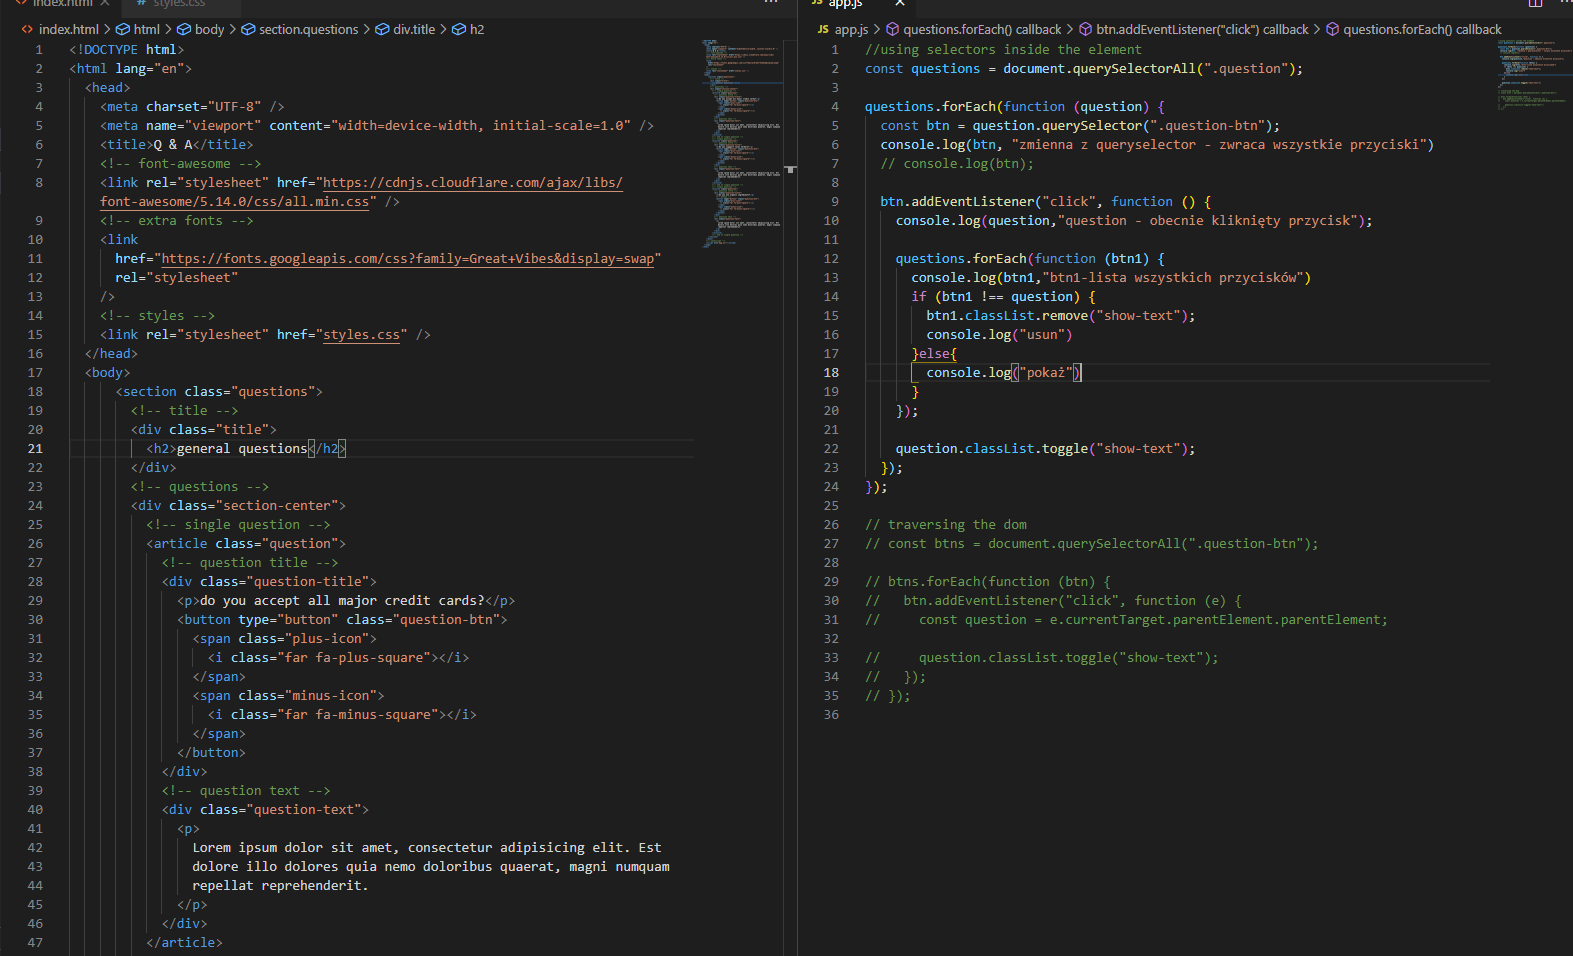 index.html
styles.css
index.html > html > body > section.questions > div.title > h2
1 <!DOCTYPE html>
2 <html lang="en">
3 <head>
4 <meta charset="UTF-8" />
5 <meta name="viewport" content="width=device-width, initial-scale=1.0" />
6 <title>Q & A</title>
7 <!-- font-awesome -->
8 <link rel="stylesheet" href="https://cdnjs.cloudflare.com/ajax/libs/
font-awesome/5.14.0/css/all.min.css" />
9 <!-- extra fonts -->
10 <link
11 href="https://fonts.googleapis.com/css?family=Great+Vibes&display=swap"
12 rel="stylesheet"
13 />
14 <!-- styles -->
15 <link rel="stylesheet" href="styles.css" />
16 </head>
17 <body>
18 <section class="questions">
19 <!-- title -->
20 <div class="title">
21 <h2>general questions</h2>
22 </div>
23 <!-- questions -->
24 <div class="section-center">
25 <!-- single question -->
26 <article class="question">
27 <!-- question title -->
28 <div class="question-title">
29 <p>do you accept all major credit cards?</p>
30 <button type="button" class="question-btn">
31 <span class="plus-icon">
32 <i class="far fa-plus-square"></i>
33 </span>
34 <span class="minus-icon">
35 <i class="far fa-minus-square"></i>
36 </span>
37 </button>
38 </div>
39 <!-- question text -->
40 <div class="question-text">
41 <p>
42 Lorem ipsum dolor sit amet, consectetur adipisicing elit. Est
43 dolore illo dolores quia nemo doloribus quaerat, magni numquam
44 repellat reprehenderit.
45 </p>
46 </div>
47 </article>
JS app.js
JS app.js > questions.forEach() callback > btn.addEventListener("click") callback > questions.forEach() callback
1 //using selectors inside the element
2 const questions = document.querySelectorAll(".question");
3
4 questions.forEach(function (question) {
5 const btn = question.querySelector(".question-btn");
6 console.log(btn, "zmienna z queryselector - zwraca wszystkie przyciski")
7 // console.log(btn);
8
9 btn.addEventListener("click", function () {
10 console.log(question,"question - obecnie kliknięty przycisk");
11
12 questions.forEach(function (btn1) {
13 console.log(btn1,"btn1-lista wszystkich przycisków")
14 if (btn1 !== question) {
15 btn1.classList.remove("show-text");
16 console.log("usun")
17 }else{
18 console.log("pokaż")
19 }
20 });
21
22 question.classList.toggle("show-text");
23 });
24 });
25
26 // traversing the dom
27 // const btns = document.querySelectorAll(".question-btn");
28
29 // btns.forEach(function (btn) {
30 // btn.addEventListener("click", function (e) {
31 // const question = e.currentTarget.parentElement.parentElement;
32
33 // question.classList.toggle("show-text");
34 // });
35 // });
36